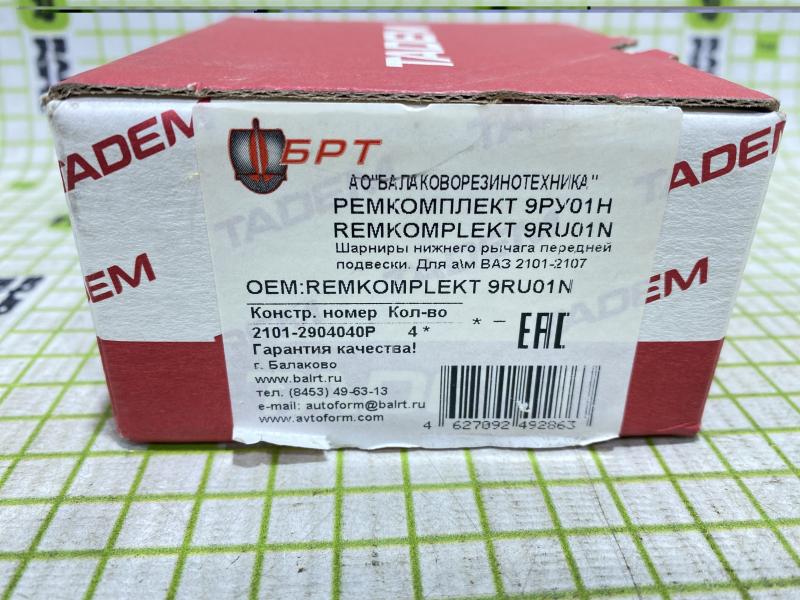 TADEM
TADEM
TADEM
БРТ
АО"БАЛАКОВОРЕЗИНОТЕХНИКА"
РЕМКОМПЛЕКТ 9РУ01Н
REMKOMPLEKT 9RU01N
Шарниры нижнего рычага передней
подвески. Для а\м ВАЗ 2101-2107
OEM:REMKOMPLEKT 9RU01N
Констр. номер Кол-во
2101-2904040Р 4 * * –
EAC
Гарантия качества!
г. Балаково
www.balrt.ru
тел. (8453) 49-63-13
e-mail: autoform@balrt.ru
www.avtoform.com
4 627092 492863
DEM
EM